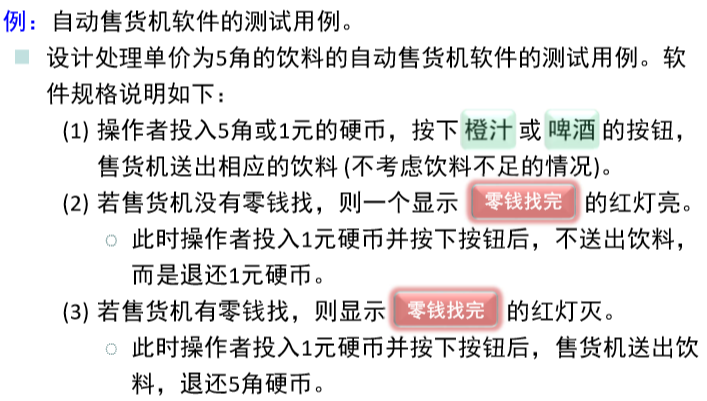 例：自动售货机软件的测试用例。
设计处理单价为5角的饮料的自动售货机软件的测试用例。软
件规格说明如下：
(1) 操作者投入5角或1元的硬币，按下 橙汁 或 啤酒 的按钮，
售货机送出相应的饮料 (不考虑饮料不足的情况)。
(2) 若售货机没有零钱找，则一个显示 零钱找完 的红灯亮。
此时操作者投入1元硬币并按下按钮后，不送出饮料，
而是退还1元硬币。
(3) 若售货机有零钱找，则显示 零钱找完 的红灯灭。
此时操作者投入1元硬币并按下按钮后，售货机送出饮
料，退还5角硬币。